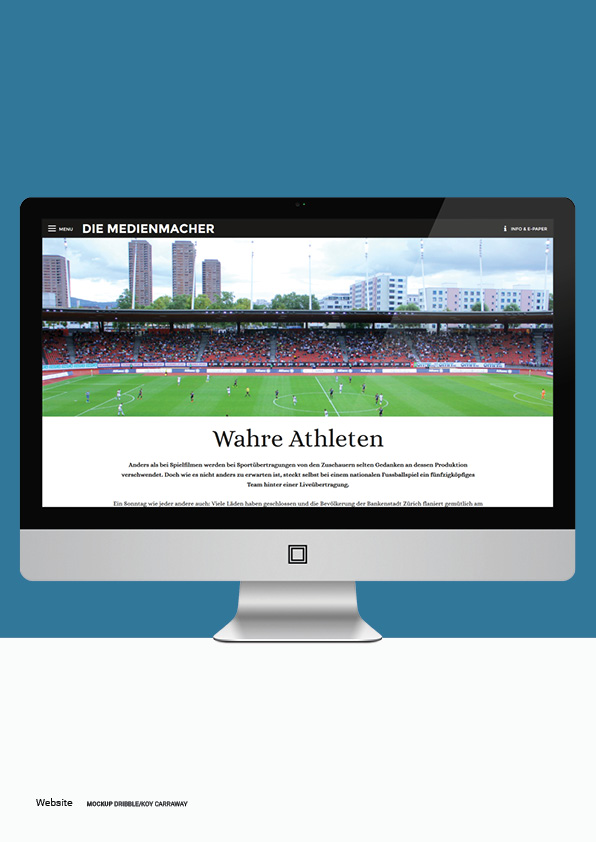 MENU DIE MEDIENMACHER INFO & E-PAPER
Wahre Athleten
Anders als bei Spielfilmen werden bei Sportübertragungen von den Zuschauern selten Gedanken an dessen Produktion
verschwendet. Doch wie es nicht anders zu erwarten ist, steckt selbst bei einem nationalen Fussballspiel ein fünfzigköpfiges
Team hinter einer Liveübertragung.
Ein Sonntag wie jeder andere auch: Viele Läden haben geschlossen und die Bevölkerung der Bankenstadt Zürich flaniert gemütlich am
Website MOCKUP DRIBBLE/KOY CARRAWAY